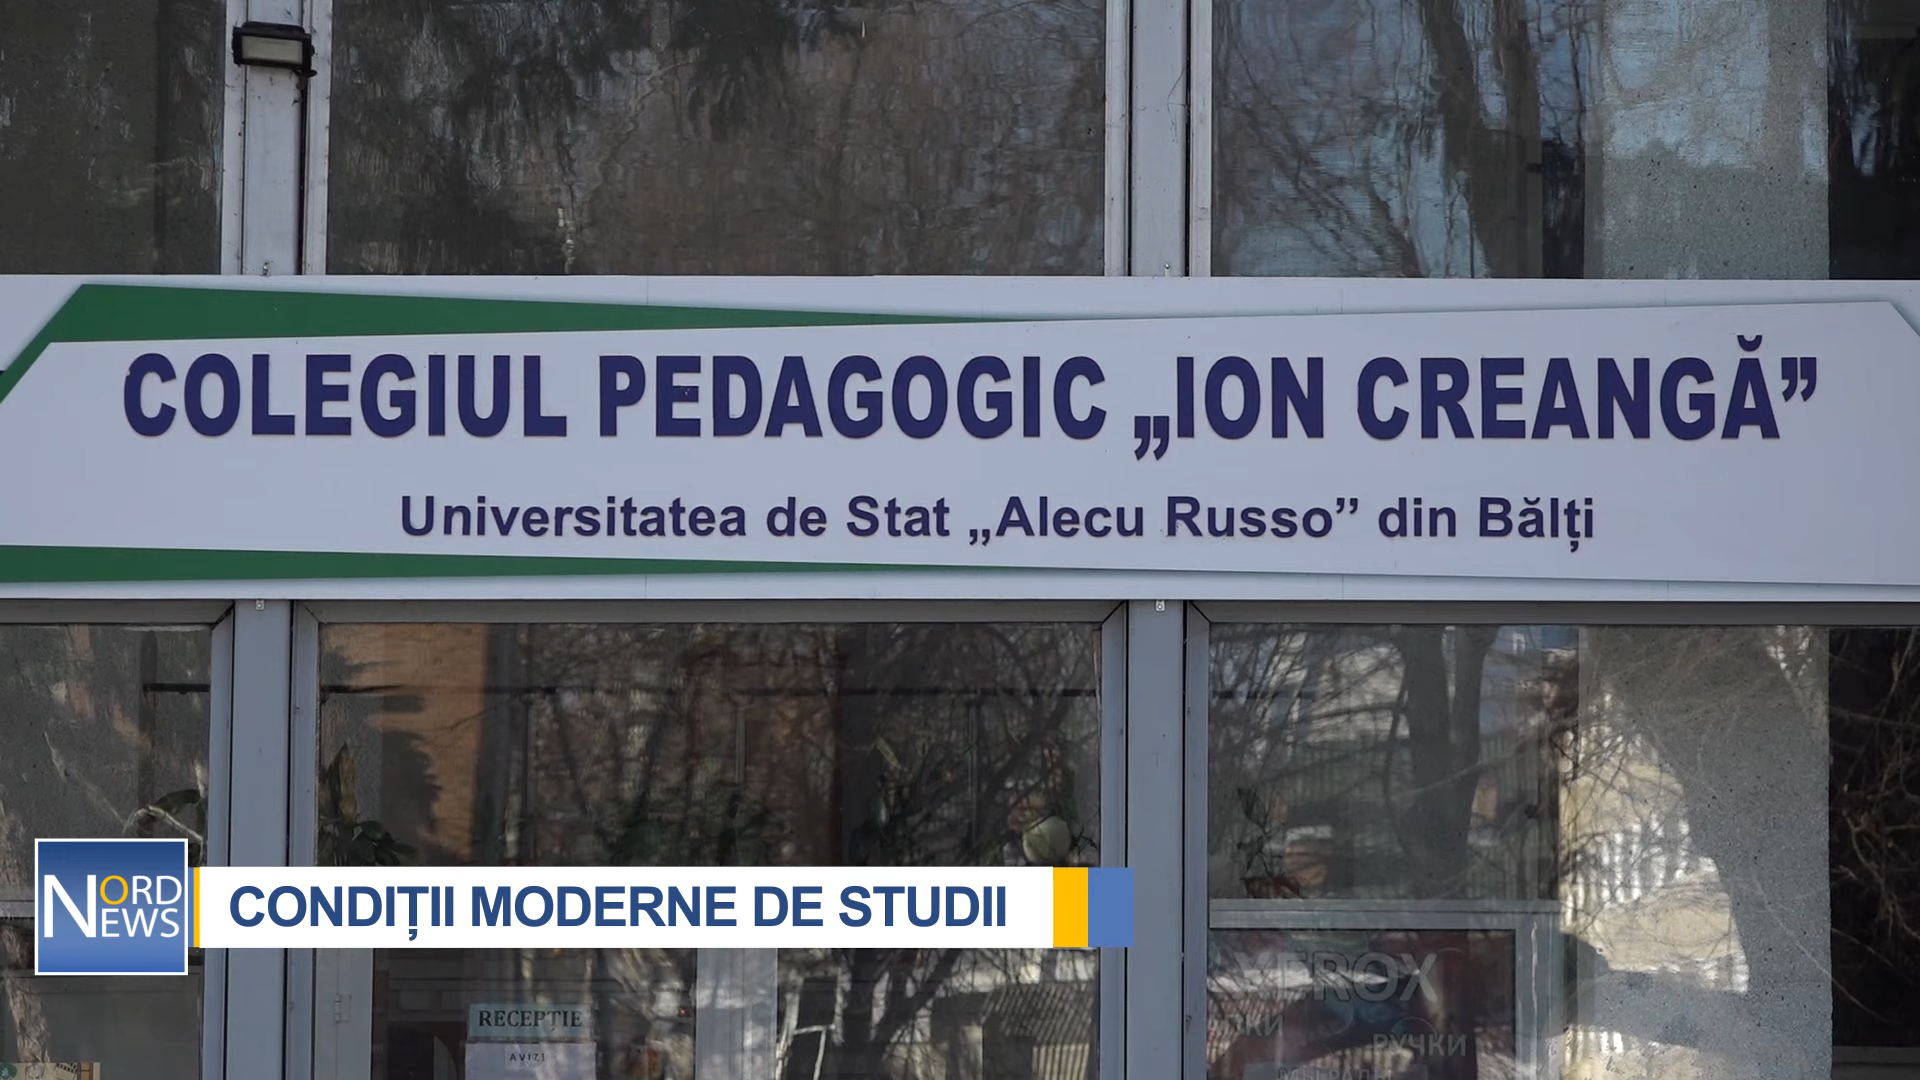 COLEGIUL PEDAGOGIC „ION CREANGĂ”
Universitatea de Stat „Alecu Russo” din Bălți
NORD
NEWS
CONDIȚII MODERNE DE STUDII
XEROX
РУЧКИ
RECEPȚIE
AVIZI